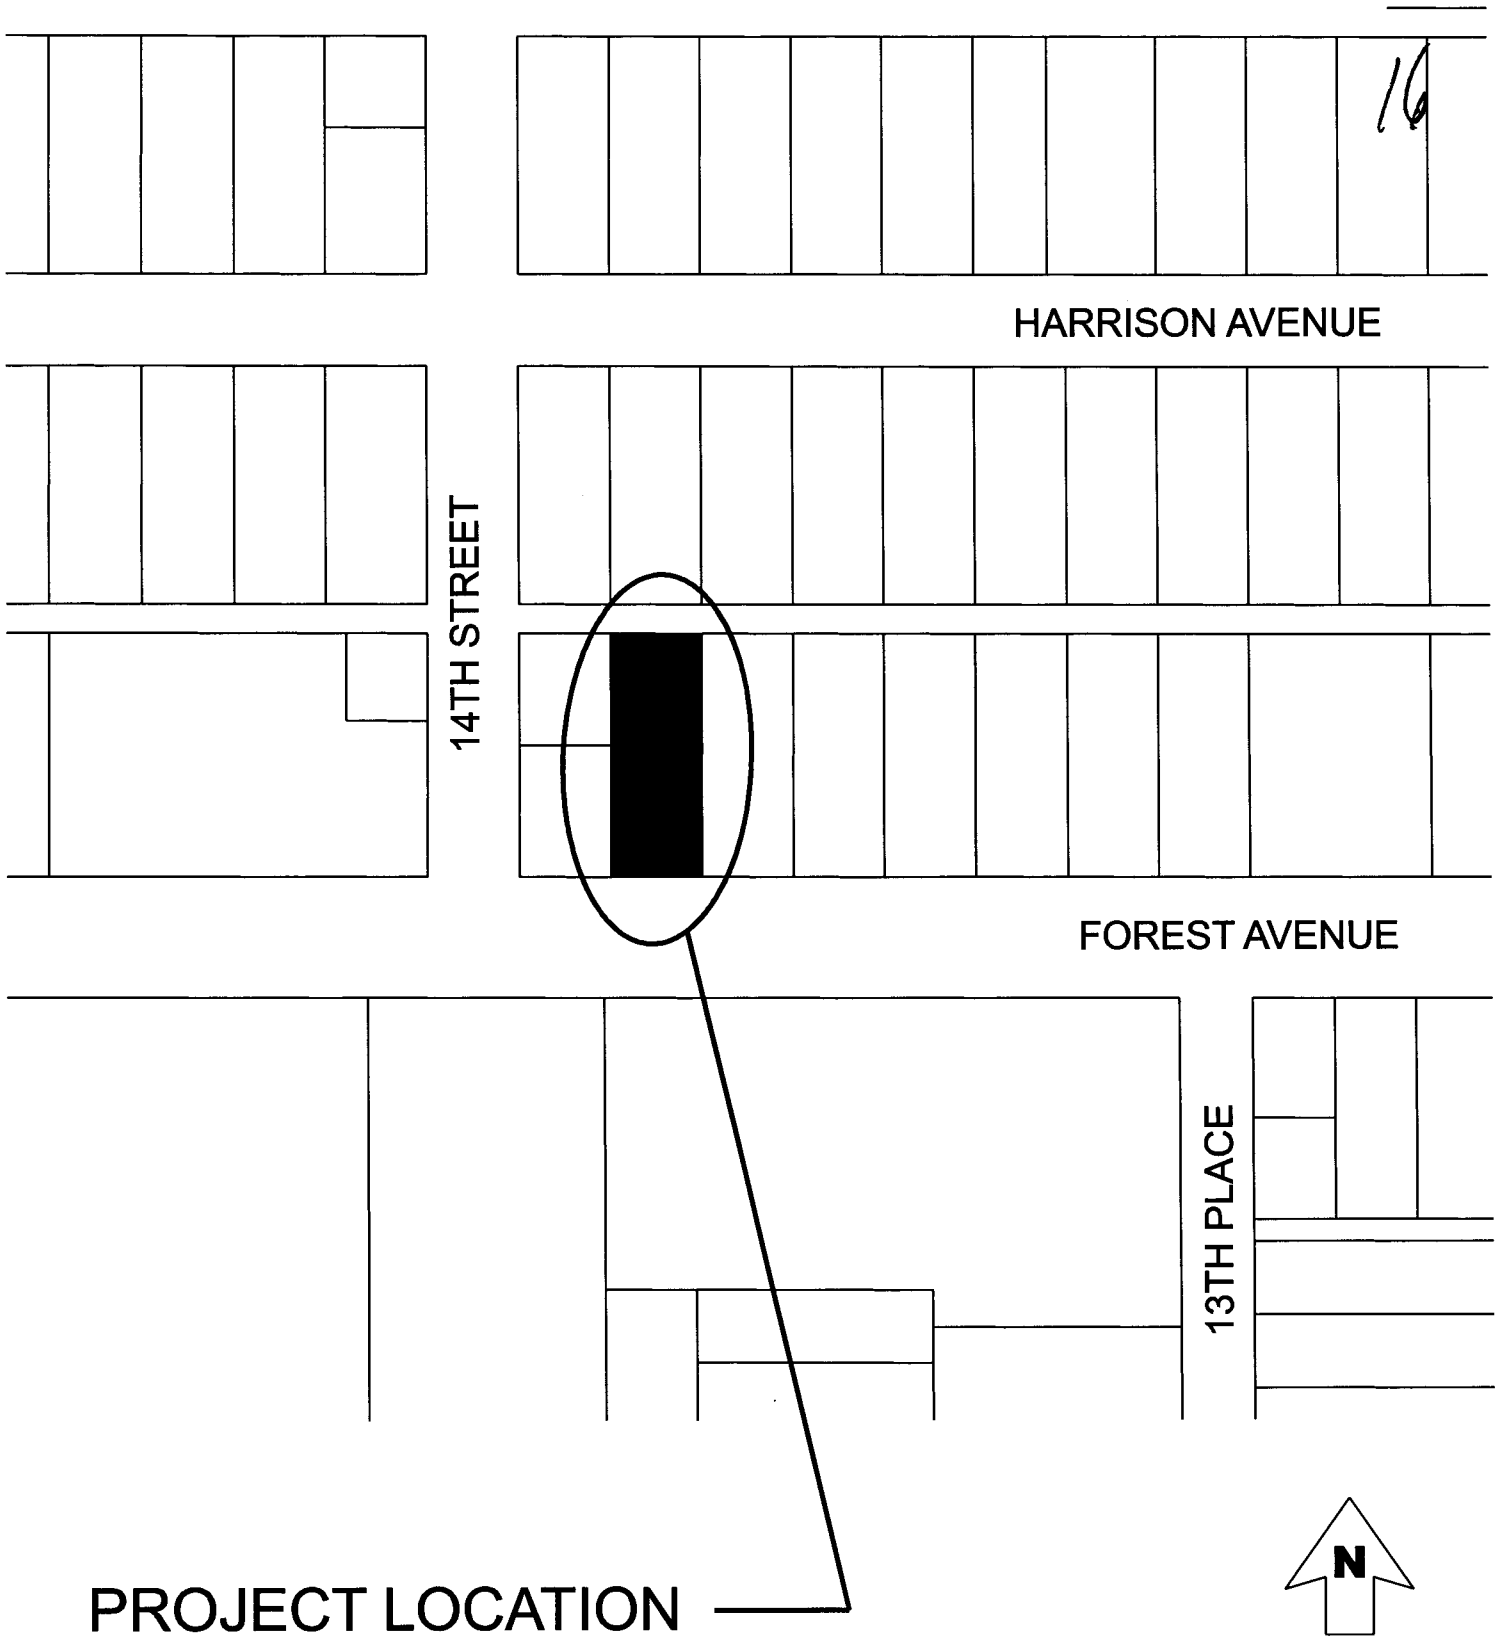 16
HARRISON AVENUE
14TH STREET
FOREST AVENUE
13TH PLACE
N
PROJECT LOCATION